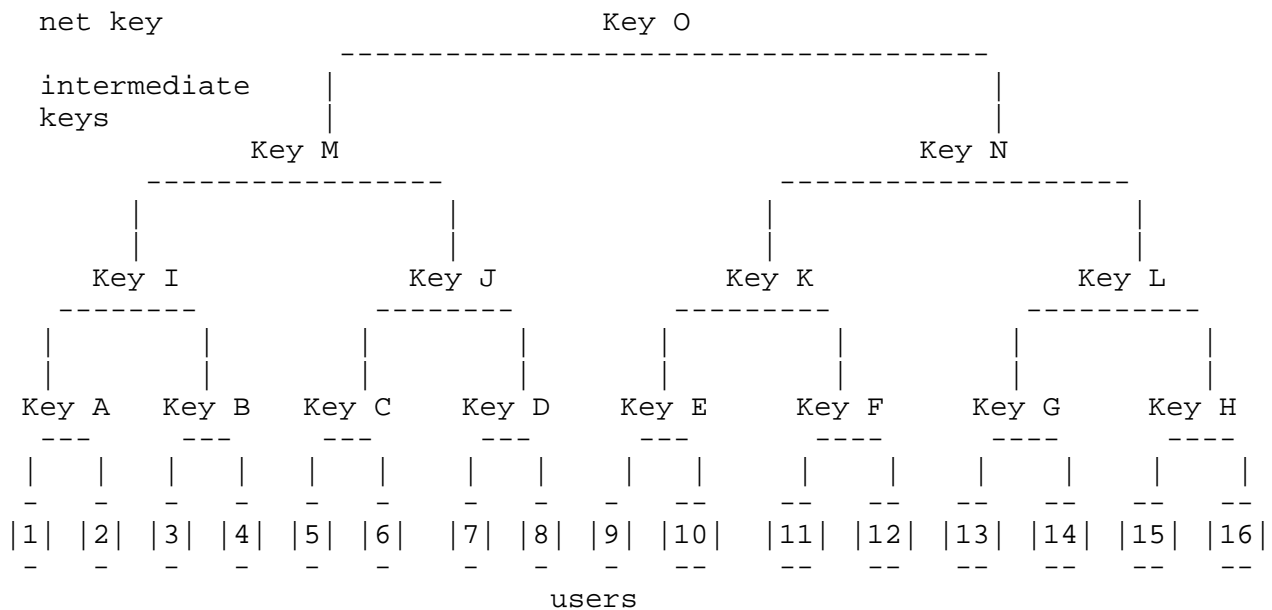 net key Key O
intermediate
keys
Key M Key N
Key I Key J Key K Key L
Key A Key B Key C Key D Key E Key F Key G Key H
|1| |2| |3| |4| |5| |6| |7| |8| |9| |10| |11| |12| |13| |14| |15| |16|
users